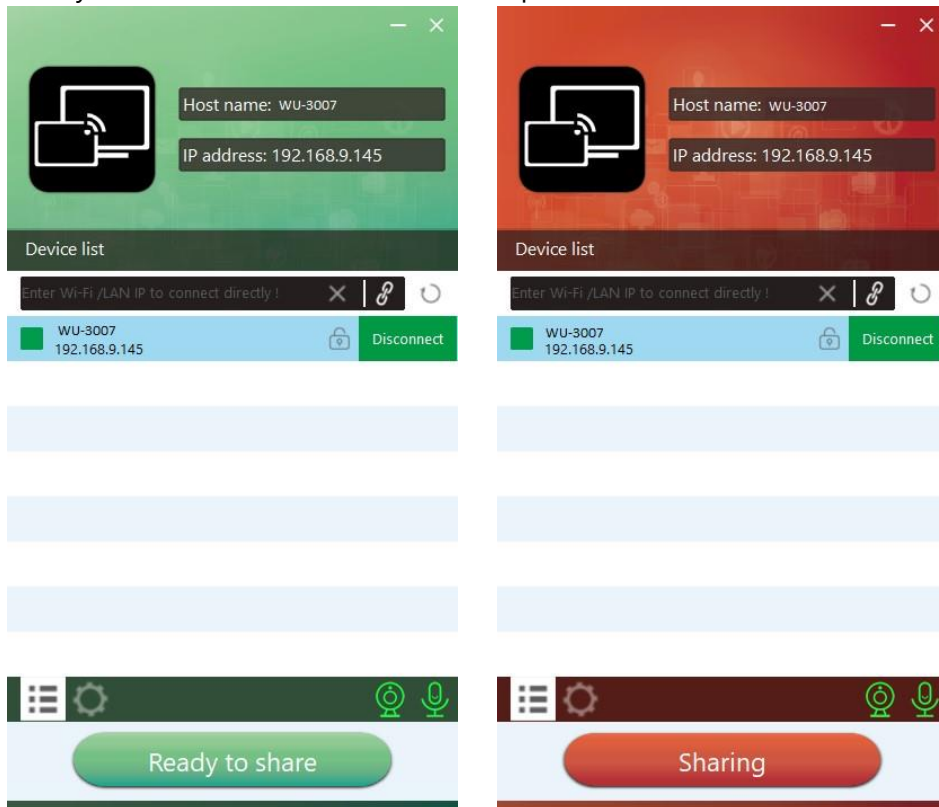 Host name: WU-3007
IP address: 192.168.9.145
Device list
Enter Wi-Fi /LAN IP to connect directly !
WU-3007
192.168.9.145
Disconnect
Ready to share
Host name: WU-3007
IP address: 192.168.9.145
Device list
Enter Wi-Fi /LAN IP to connect directly !
WU-3007
192.168.9.145
Disconnect
Sharing